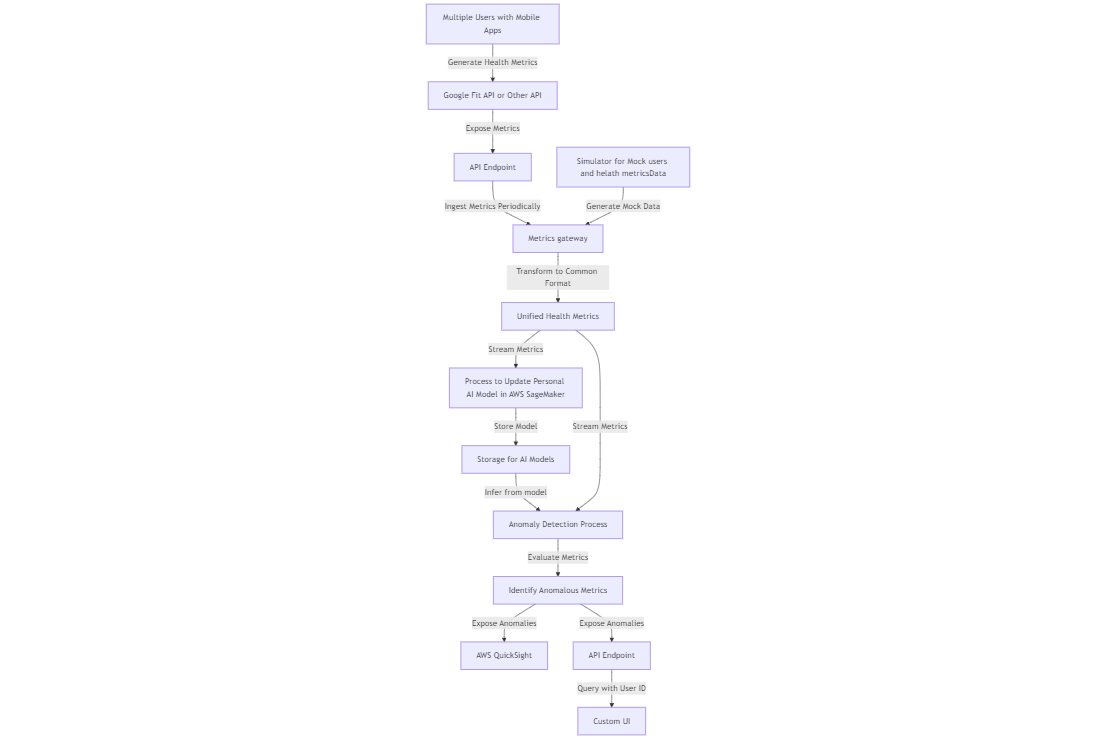 Multiple Users with Mobile
Apps
Generate Health Metrics
Google Fit API or Other API
Expose Metrics
API Endpoint
Simulator for Mock users
and helath metricsData
Ingest Metrics Periodically
Generate Mock Data
Metrics gateway
Transform to Common
Format
Unified Health Metrics
Stream Metrics
Process to Update Personal
AI Model in AWS SageMaker
Store Model
Stream Metrics
Storage for AI Models
Infer from model
Anomaly Detection Process
Evaluate Metrics
Identify Anomalous Metrics
Expose Anomalies
Expose Anomalies
AWS QuickSight
API Endpoint
Query with User ID
Custom UI